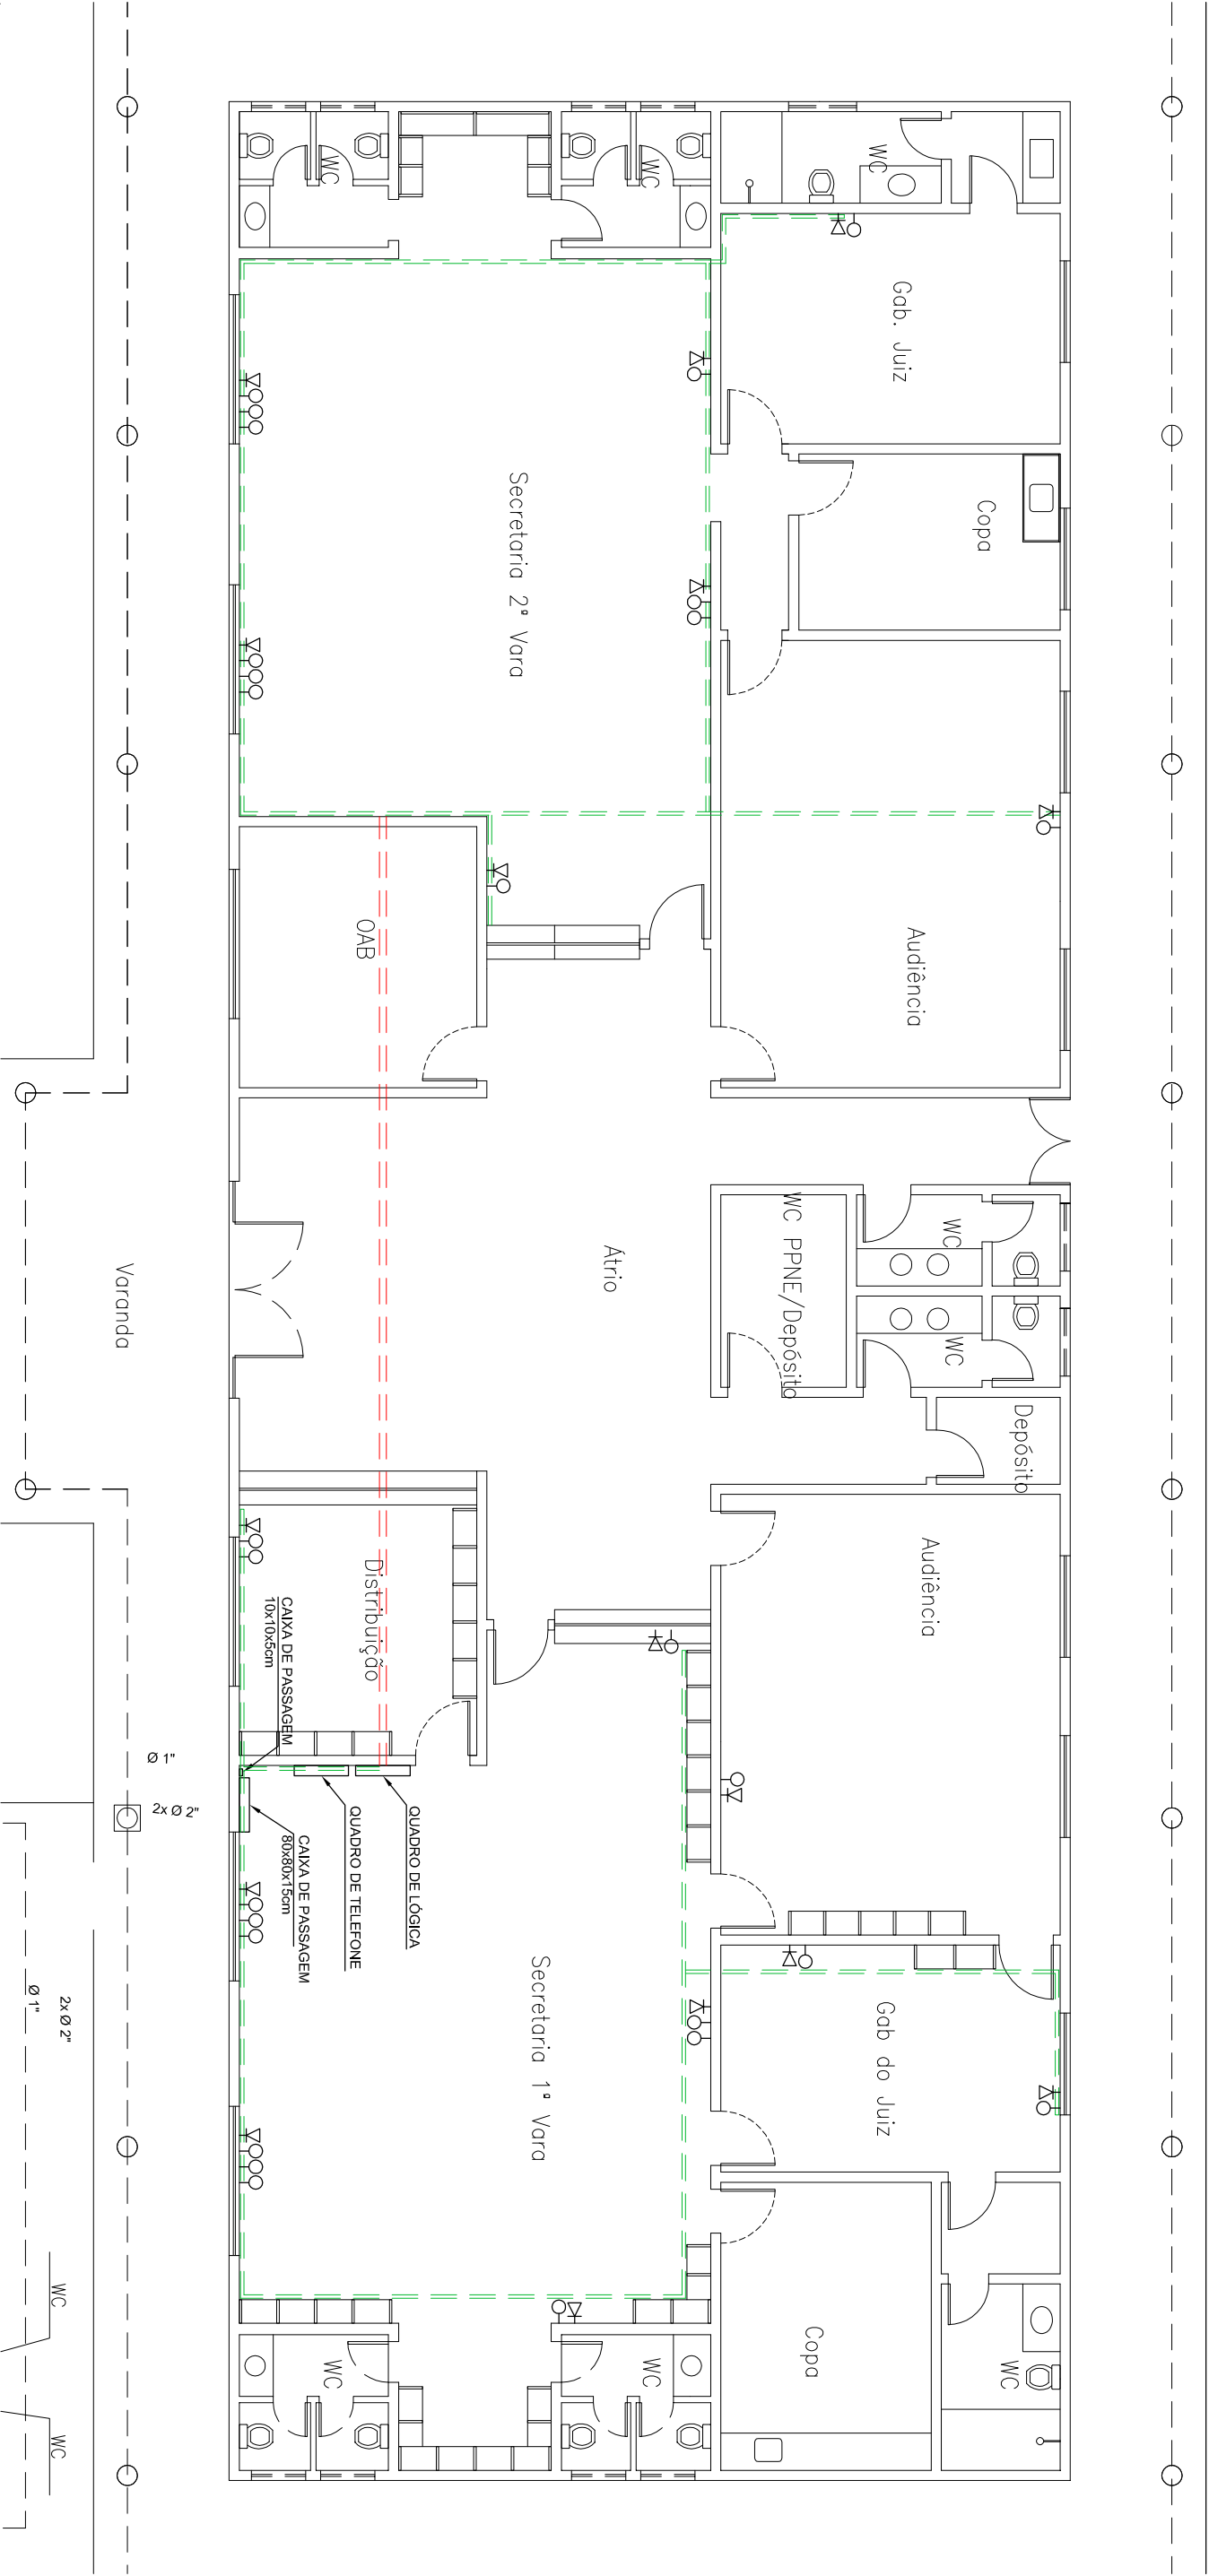 WC
WC
WC
Gab. Juiz
Secretaria 2ª Vara
Copa
OAB
Audiência
Varanda
Átrio
WC PPNE/Depósito
WC
WC
Depósito
Distribuição
Audiência
CAIXA DE PASSAGEM
10x10x5cm
Ø 1"
2x Ø 2"
QUADRO DE LÓGICA
QUADRO DE TELEFONE
CAIXA DE PASSAGEM
80x80x15cm
Secretaria 1ª Vara
Gab do Juiz
2x Ø 2"
Ø 1"
Copa
WC
WC
WC
WC
WC